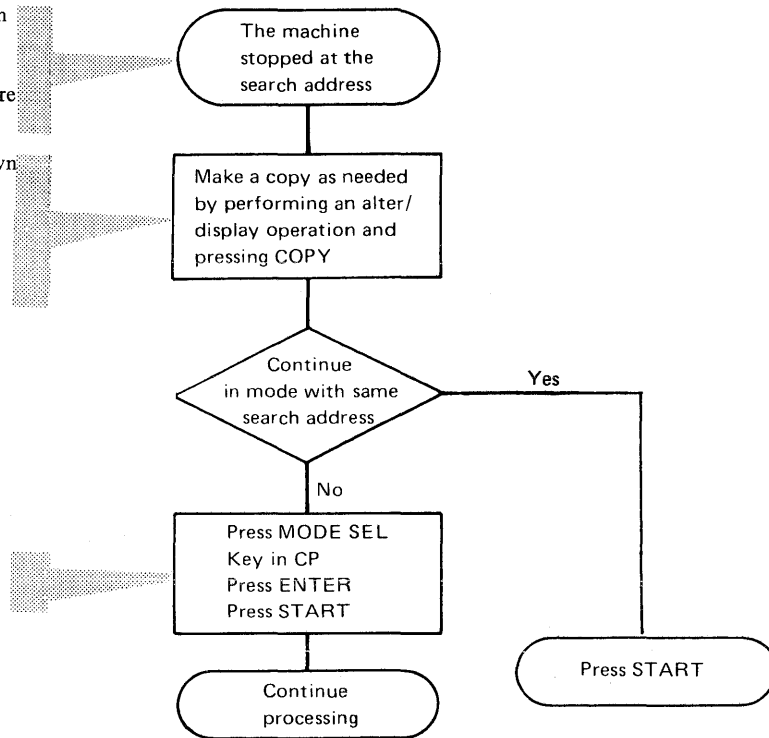 n
The machine
stopped at the
search address
re
vn
Make a copy as needed
by performing an alter/
display operation and
pressing COPY
Continue
in mode with same
search address
Yes
No
Press MODE SEL
Key in CP
Press ENTER
Press START
Press START
Continue
processing